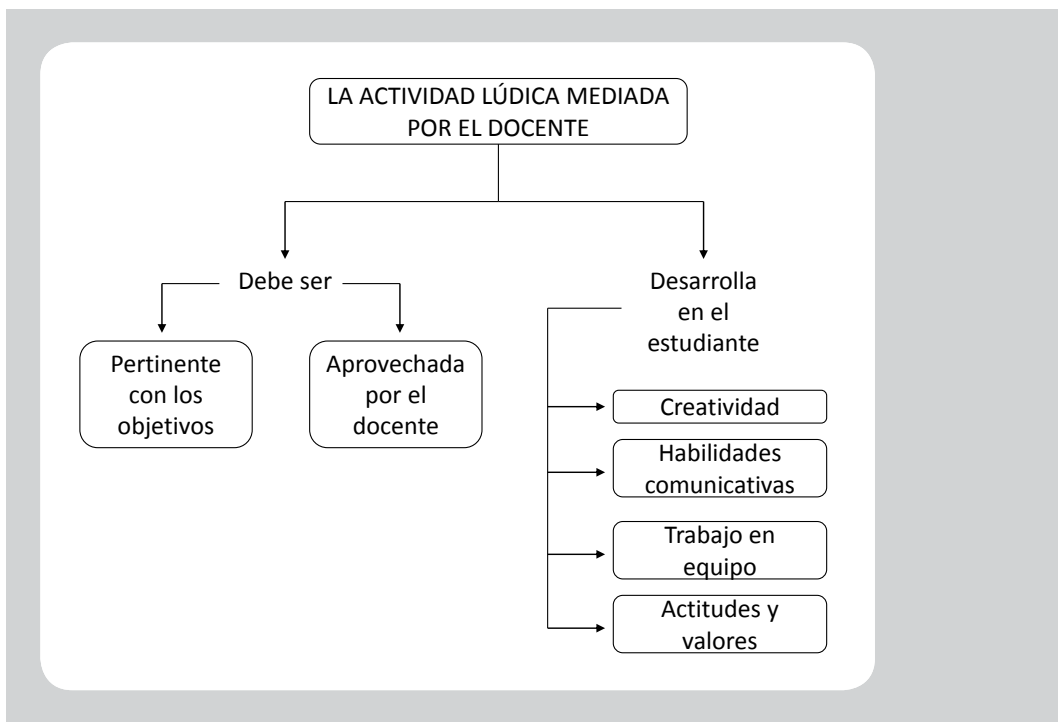 LA ACTIVIDAD LÚDICA MEDIADA
POR EL DOCENTE
Debe ser
Pertinente
con los
objetivos
Aprovechada
por el
docente
Desarrolla
en el
estudiante
Creatividad
Habilidades
comunicativas
Trabajo en
equipo
Actitudes y
valores